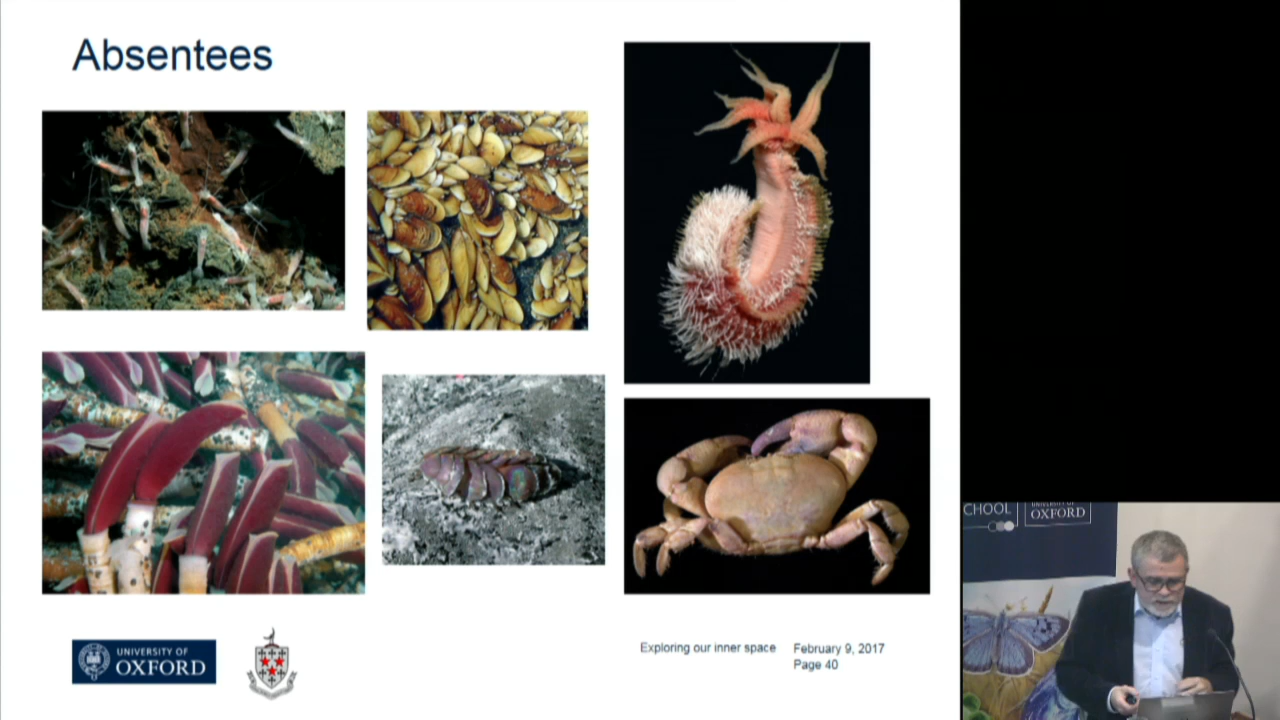 Absentees
UNIVERSITY OF
OXFORD
Exploring our inner space
February 9, 2017
Page 40
CHOOL
UNIVERSITY OF
OXFORD